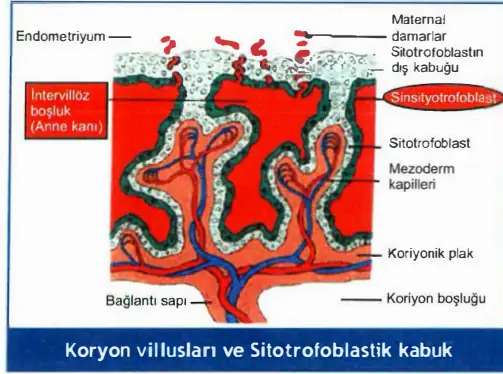 Endometriyum
Maternal
damarlar
Sitotrofoblastın
dış kabuğu
İntervillöz
boşluk
(Anne kanı)
Sinsityotrofoblast
Sitotrofoblast
Mezoderm
kapilleri
Koriyonik plak
Bağlantı sapı
Koriyon boşluğu
Koryon villusları ve Sitotrofoblastik kabuk